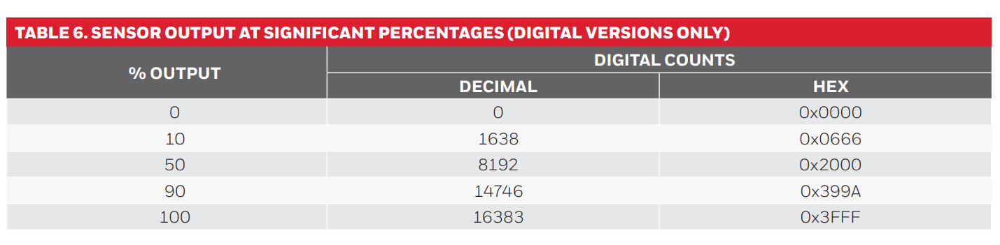 TABLE 6. SENSOR OUTPUT AT SIGNIFICANT PERCENTAGES (DIGITAL VERSIONS ONLY)
% OUTPUT
DIGITAL COUNTS
DECIMAL HEX
0 0 0x0000
10 1638 0x0666
50 8192 0x2000
90 14746 0x399A
100 16383 0x3FFF